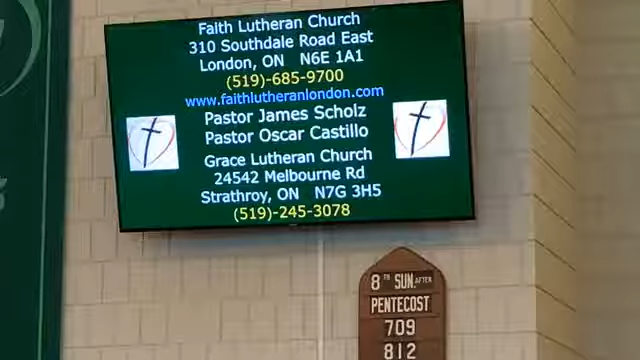 Faith Lutheran Church
310 Southdale Road East
London, ON N6E 1A1
(519)-685-9700
www.faithlutheranlondon.com
Pastor James Scholz
Pastor Oscar Castillo
Grace Lutheran Church
24542 Melbourne Rd
Strathroy, ON N7G 3H5
(519)-245-3078
8TH SUN. AFTER
PENTECOST
709
812